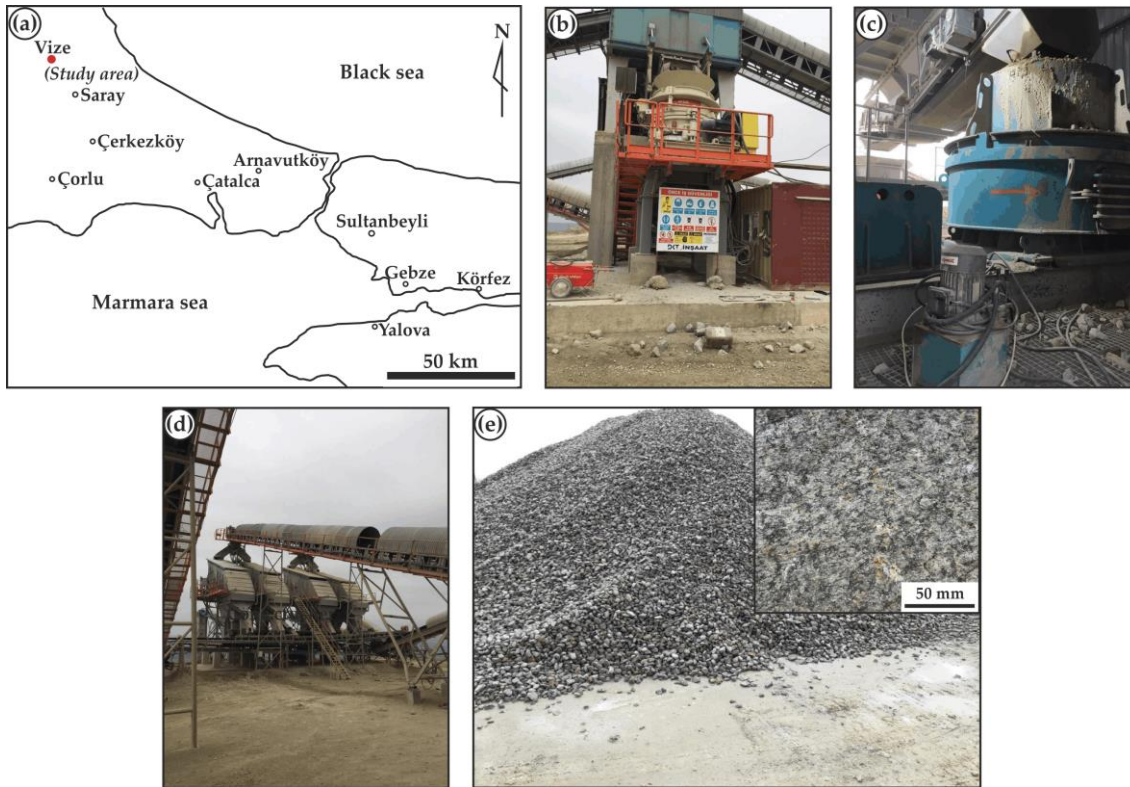 (a)
Vize
(Study area)
Saray
Çerkezköy
Çorlu
Arnavutköy
Çatalca
Black sea
N
Sultanbeyli
Gebze
Körfez
Marmara sea
Yalova
50 km
(b)
İNŞAAT
(c)
(d)
(e)
50 mm